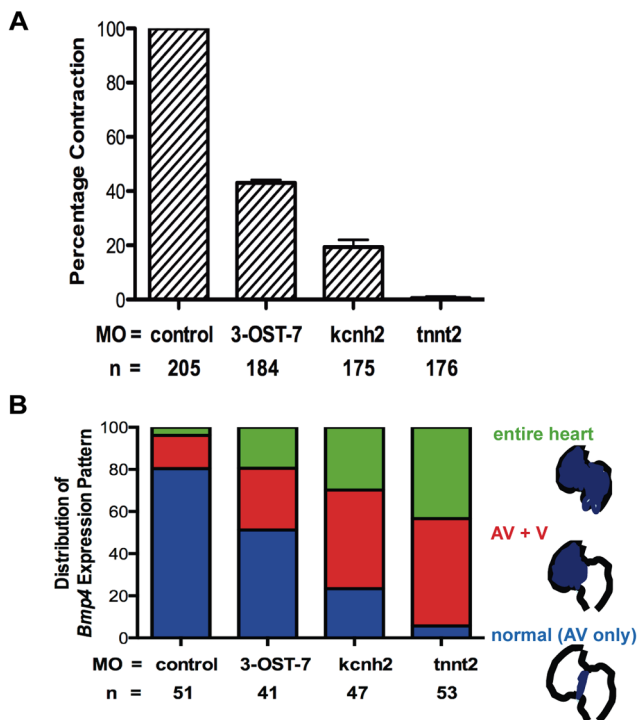 A
Percentage Contraction
100
80
60
40
20
0
MO = control 3-OST-7 kcnh2 tnnt2
n = 205 184 175 176
B
Distribution of
Bmp4 Expression Pattern
100
80
60
40
20
0
MO = control 3-OST-7 kcnh2 tnnt2
n = 51 41 47 53
entire heart
AV + V
normal (AV only)